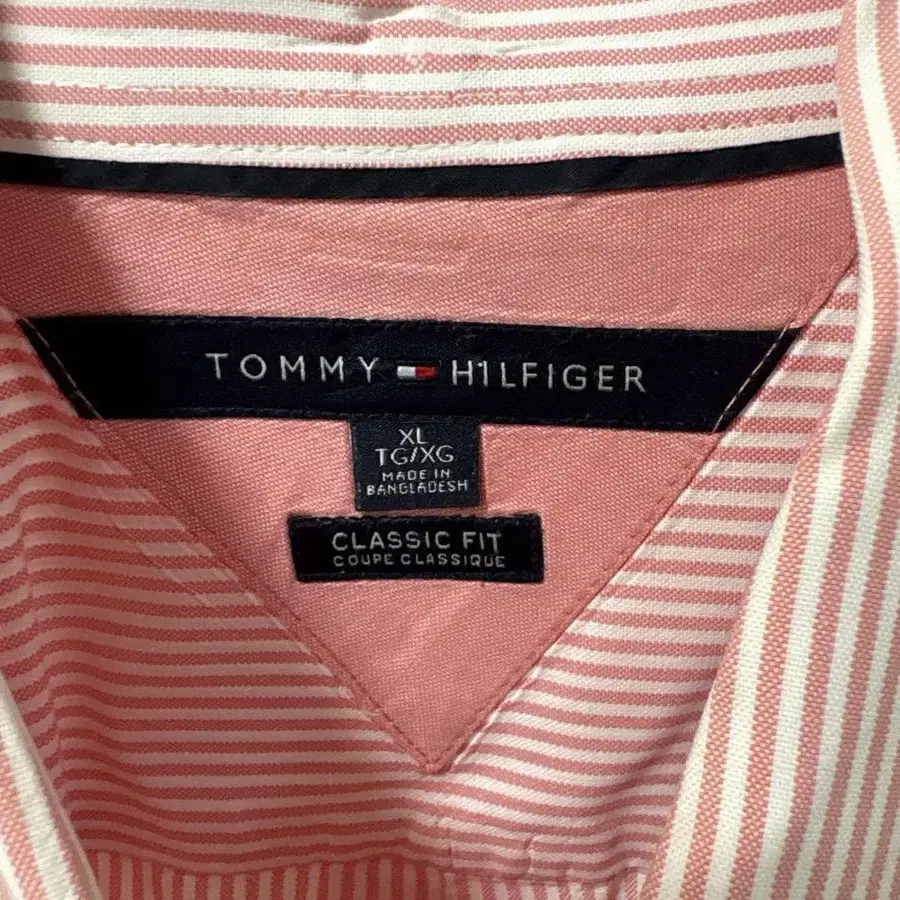 TOMMY HILFIGER
XL
TG/XG
MADE IN
BANGLADESH
CLASSIC FIT
COUPE CLASSIQUE